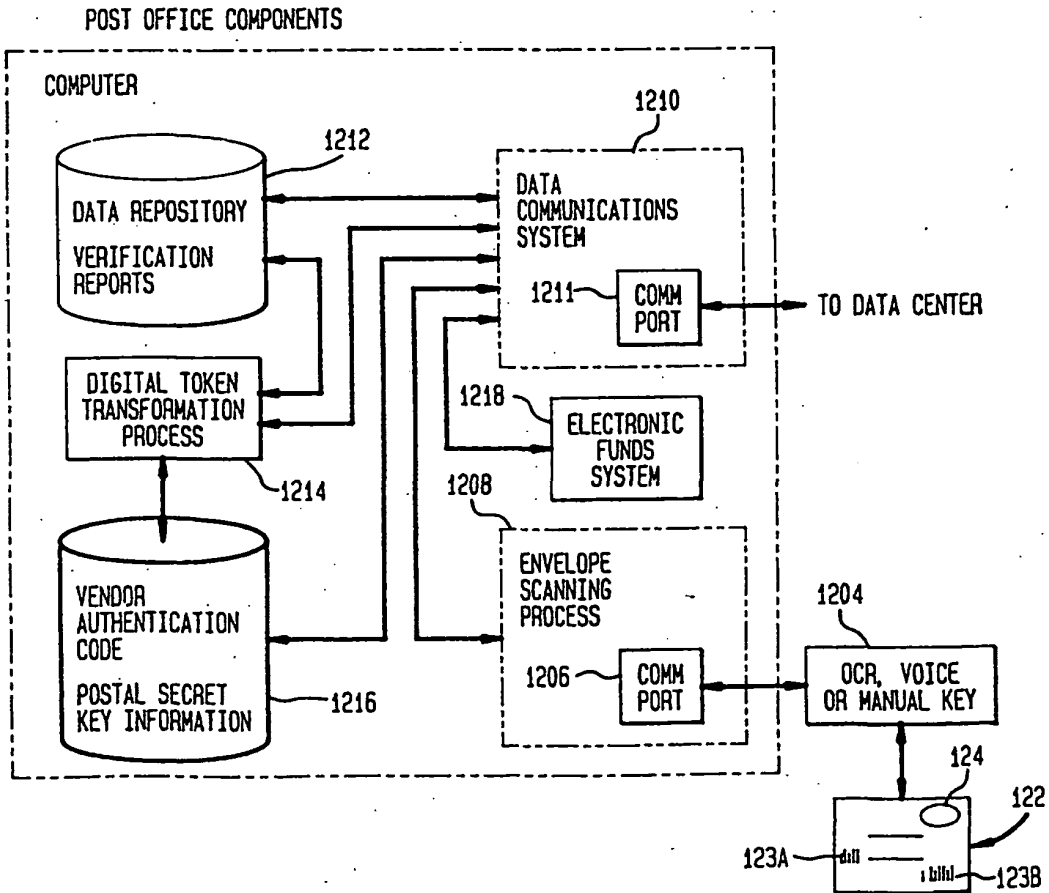 POST OFFICE COMPONENTS
COMPUTER
1212
DATA REPOSITORY
VERIFICATION
REPORTS
1210
DATA
COMMUNICATIONS
SYSTEM
1211
COMM
PORT
TO DATA CENTER
DIGITAL TOKEN
TRANSFORMATION
PROCESS
1214
1218
ELECTRONIC
FUNDS
SYSTEM
1208
ENVELOPE
SCANNING
PROCESS
1206
COMM
PORT
VENDOR
AUTHENTICATION
CODE
POSTAL SECRET
KEY INFORMATION
1216
1204
OCR, VOICE
OR MANUAL KEY
124
122
123A
123B